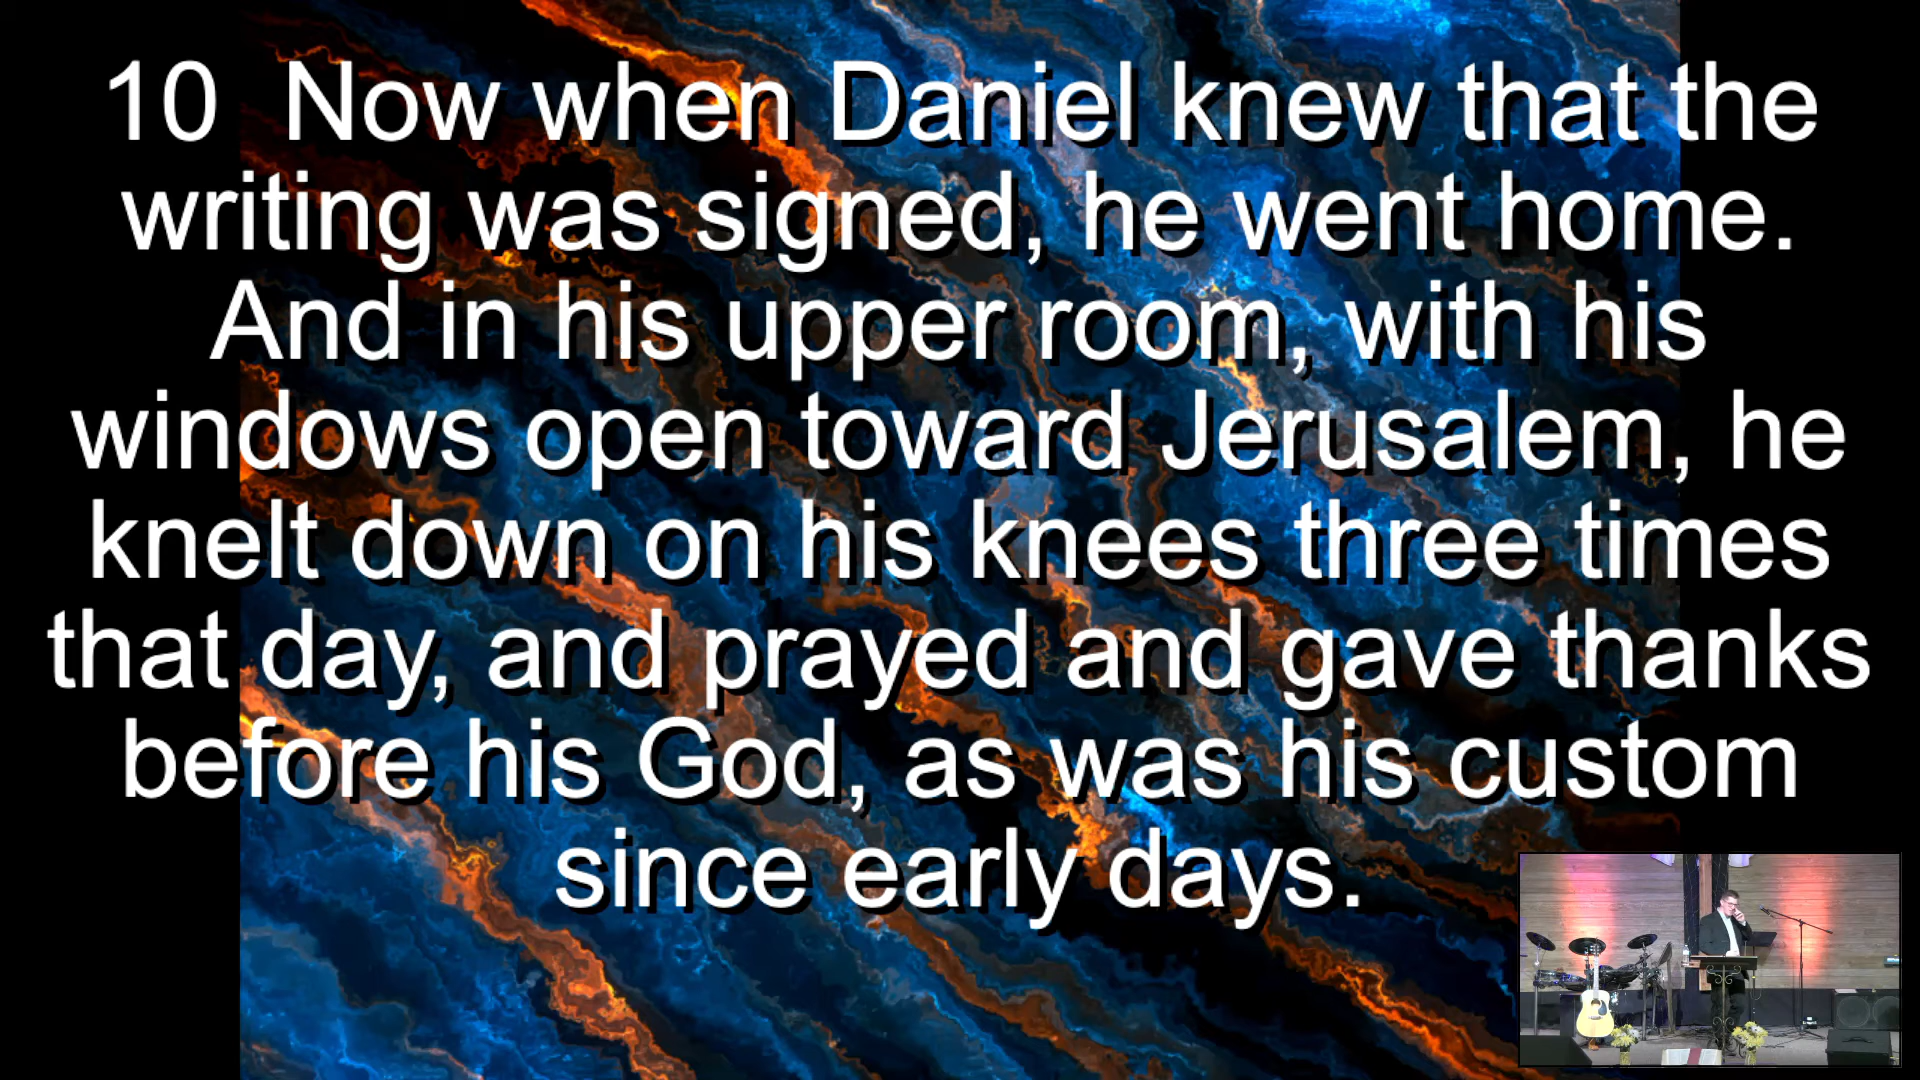 10  Now when Daniel knew that the
writing was signed, he went home.
And in his upper room, with his
windows open toward Jerusalem, he
knelt down on his knees three times
that day, and prayed and gave thanks
before his God, as was his custom
since early days.